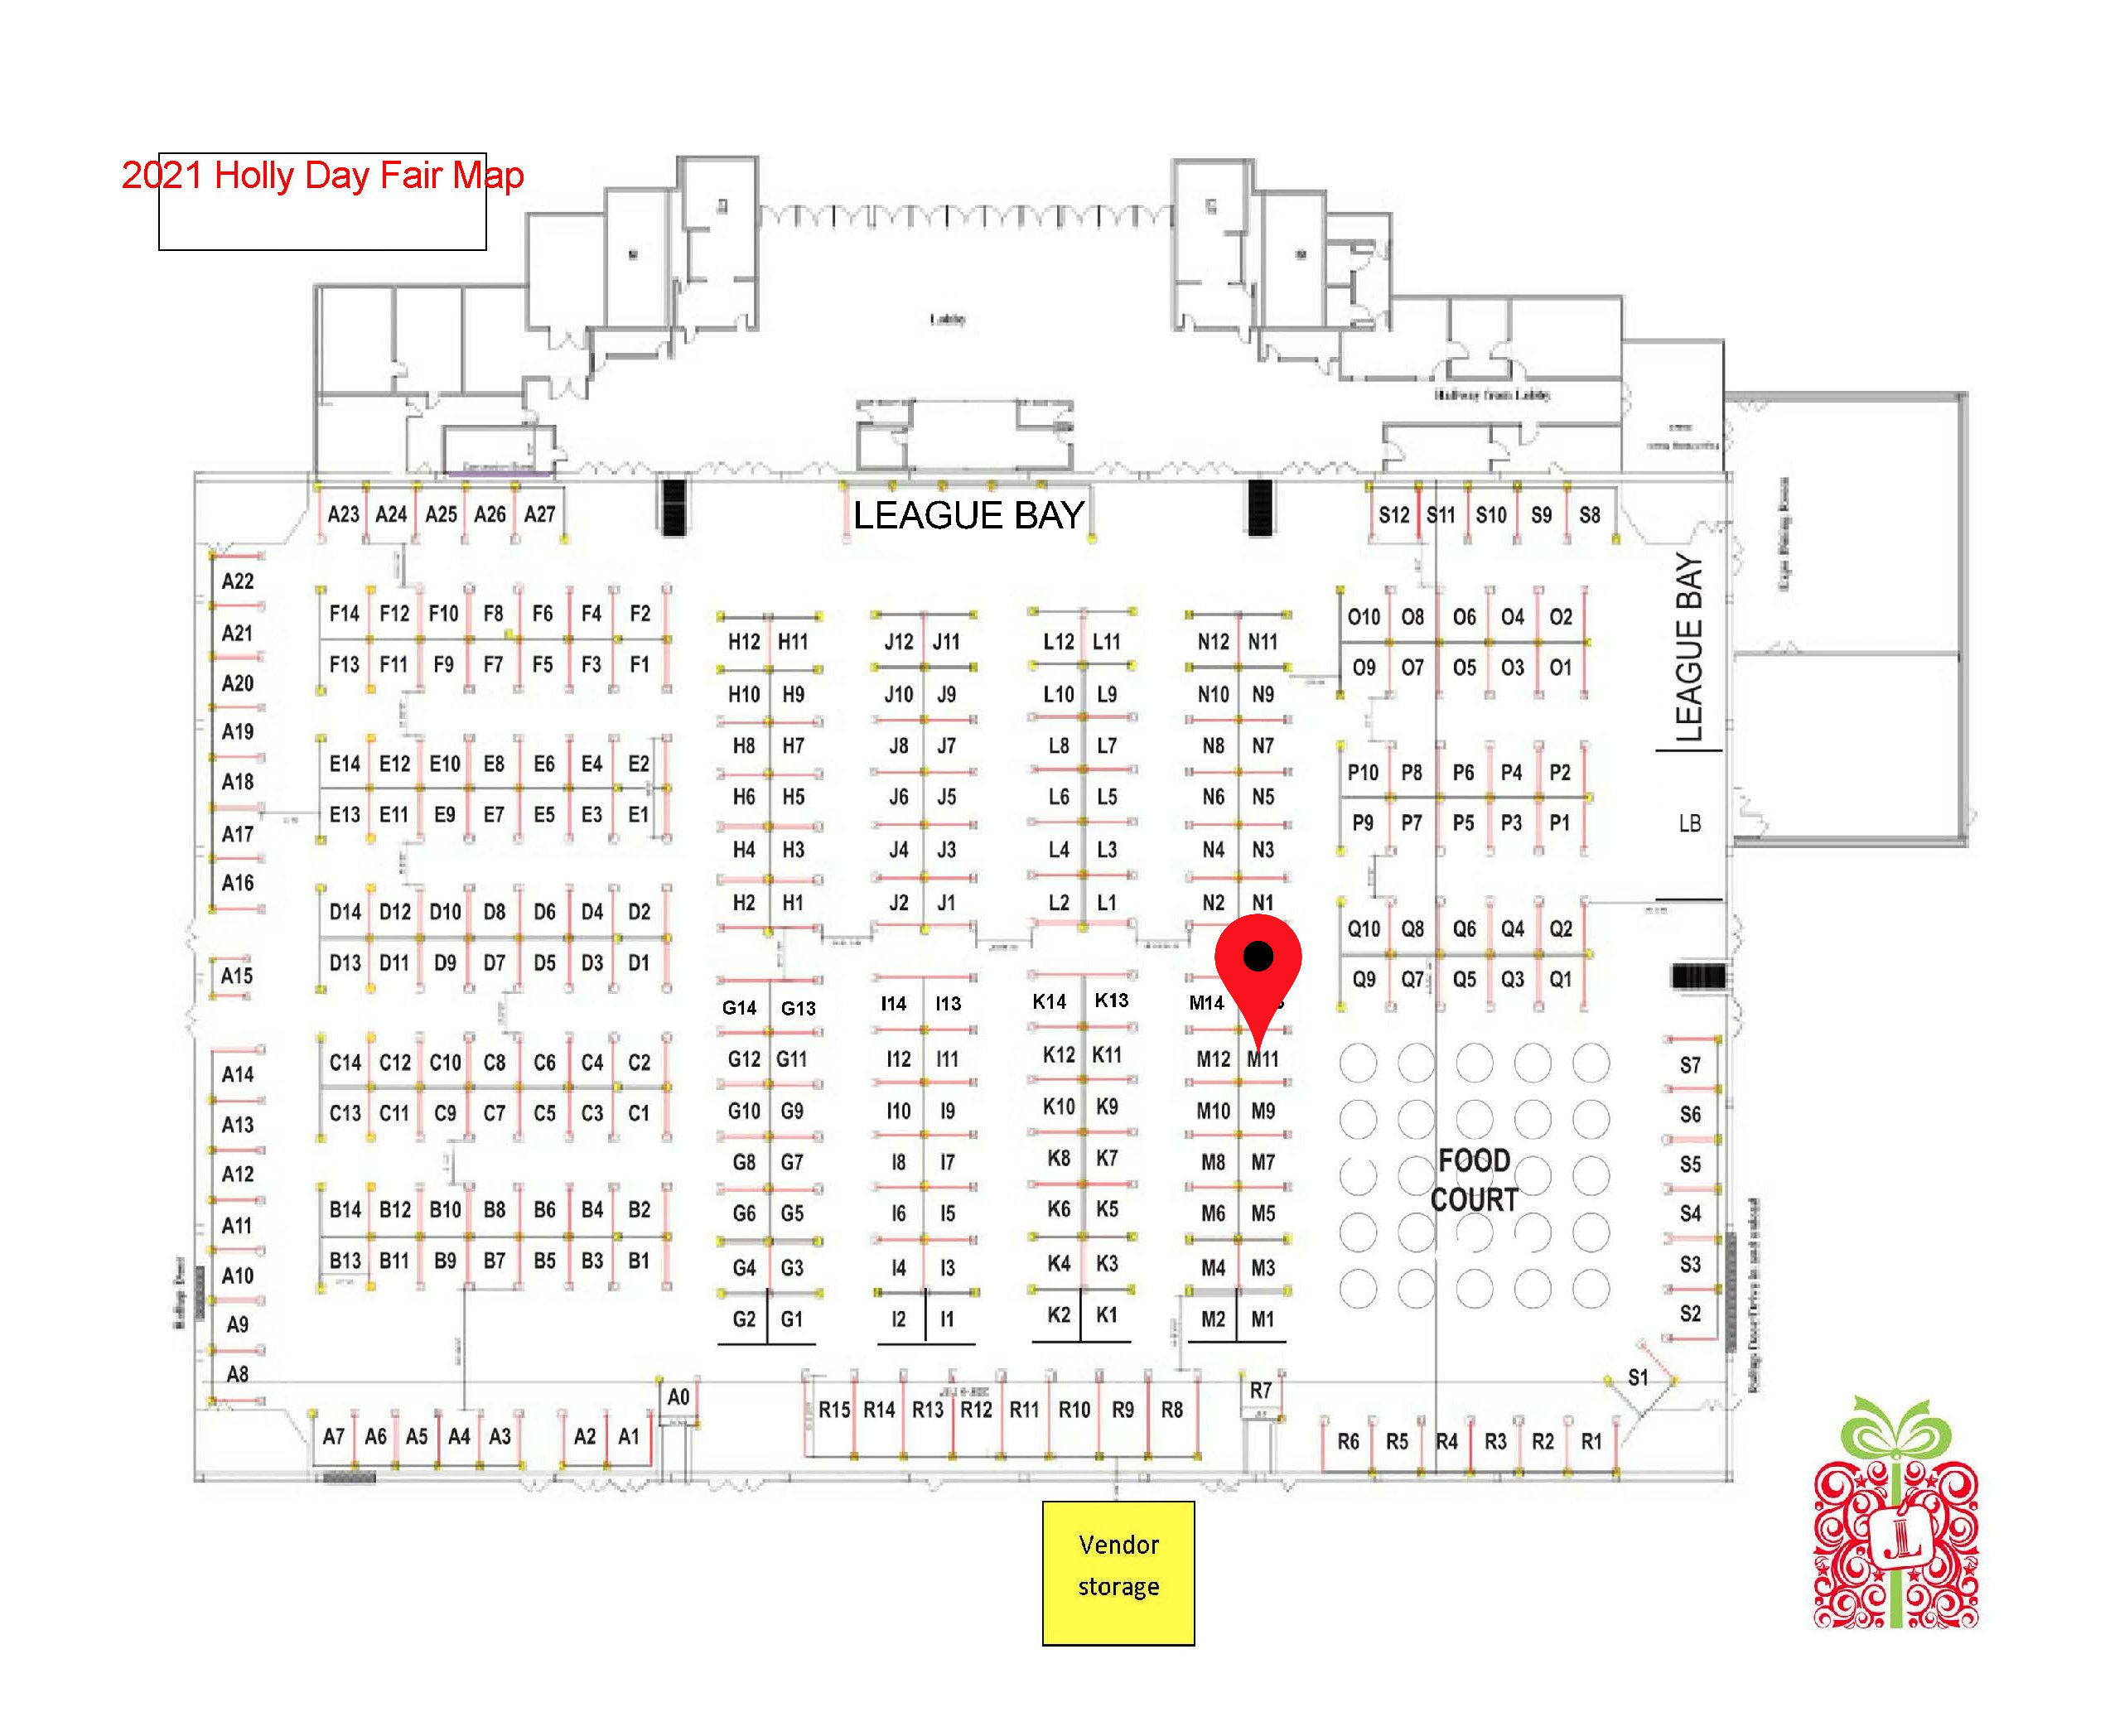 2021 Holly Day Fair Map
Lobby
Hallway from Lobby
LEAGUE BAY
A23 A24 A25 A26 A27
S12 S11 S10 S9 S8
LEAGUE BAY
LB
A22
A21
A20
A19
A18
A17
A16
A15
A14
A13
A12
A11
A10
A9
A8
F14 F12 F10 F8 F6 F4 F2
F13 F11 F9 F7 F5 F3 F1
E14 E12 E10 E8 E6 E4 E2
E13 E11 E9 E7 E5 E3 E1
D14 D12 D10 D8 D6 D4 D2
D13 D11 D9 D7 D5 D3 D1
C14 C12 C10 C8 C6 C4 C2
C13 C11 C9 C7 C5 C3 C1
B14 B12 B10 B8 B6 B4 B2
B13 B11 B9 B7 B5 B3 B1
H12 H11
H10 H9
H8 H7
H6 H5
H4 H3
H2 H1
G14 G13
G12 G11
G10 G9
G8 G7
G6 G5
G4 G3
G2 G1
J12 J11
J10 J9
J8 J7
J6 J5
J4 J3
J2 J1
I14 I13
I12 I11
I10 I9
I8 I7
I6 I5
I4 I3
I2 I1
L12 L11
L10 L9
L8 L7
L6 L5
L4 L3
L2 L1
K14 K13
K12 K11
K10 K9
K8 K7
K6 K5
K4 K3
K2 K1
N12 N11
N10 N9
N8 N7
N6 N5
N4 N3
N2 N1
M14
M12 M11
M10 M9
M8 M7
M6 M5
M4 M3
M2 M1
O10 O8 O6 O4 O2
O9 O7 O5 O3 O1
P10 P8 P6 P4 P2
P9 P7 P5 P3 P1
Q10 Q8 Q6 Q4 Q2
Q9 Q7 Q5 Q3 Q1
FOOD
COURT
S7
S6
S5
S4
S3
S2
S1
A7 A6 A5 A4 A3 A2 A1
A0
R15 R14 R13 R12 R11 R10 R9 R8
R7
R6 R5 R4 R3 R2 R1
Vendor
storage
JL